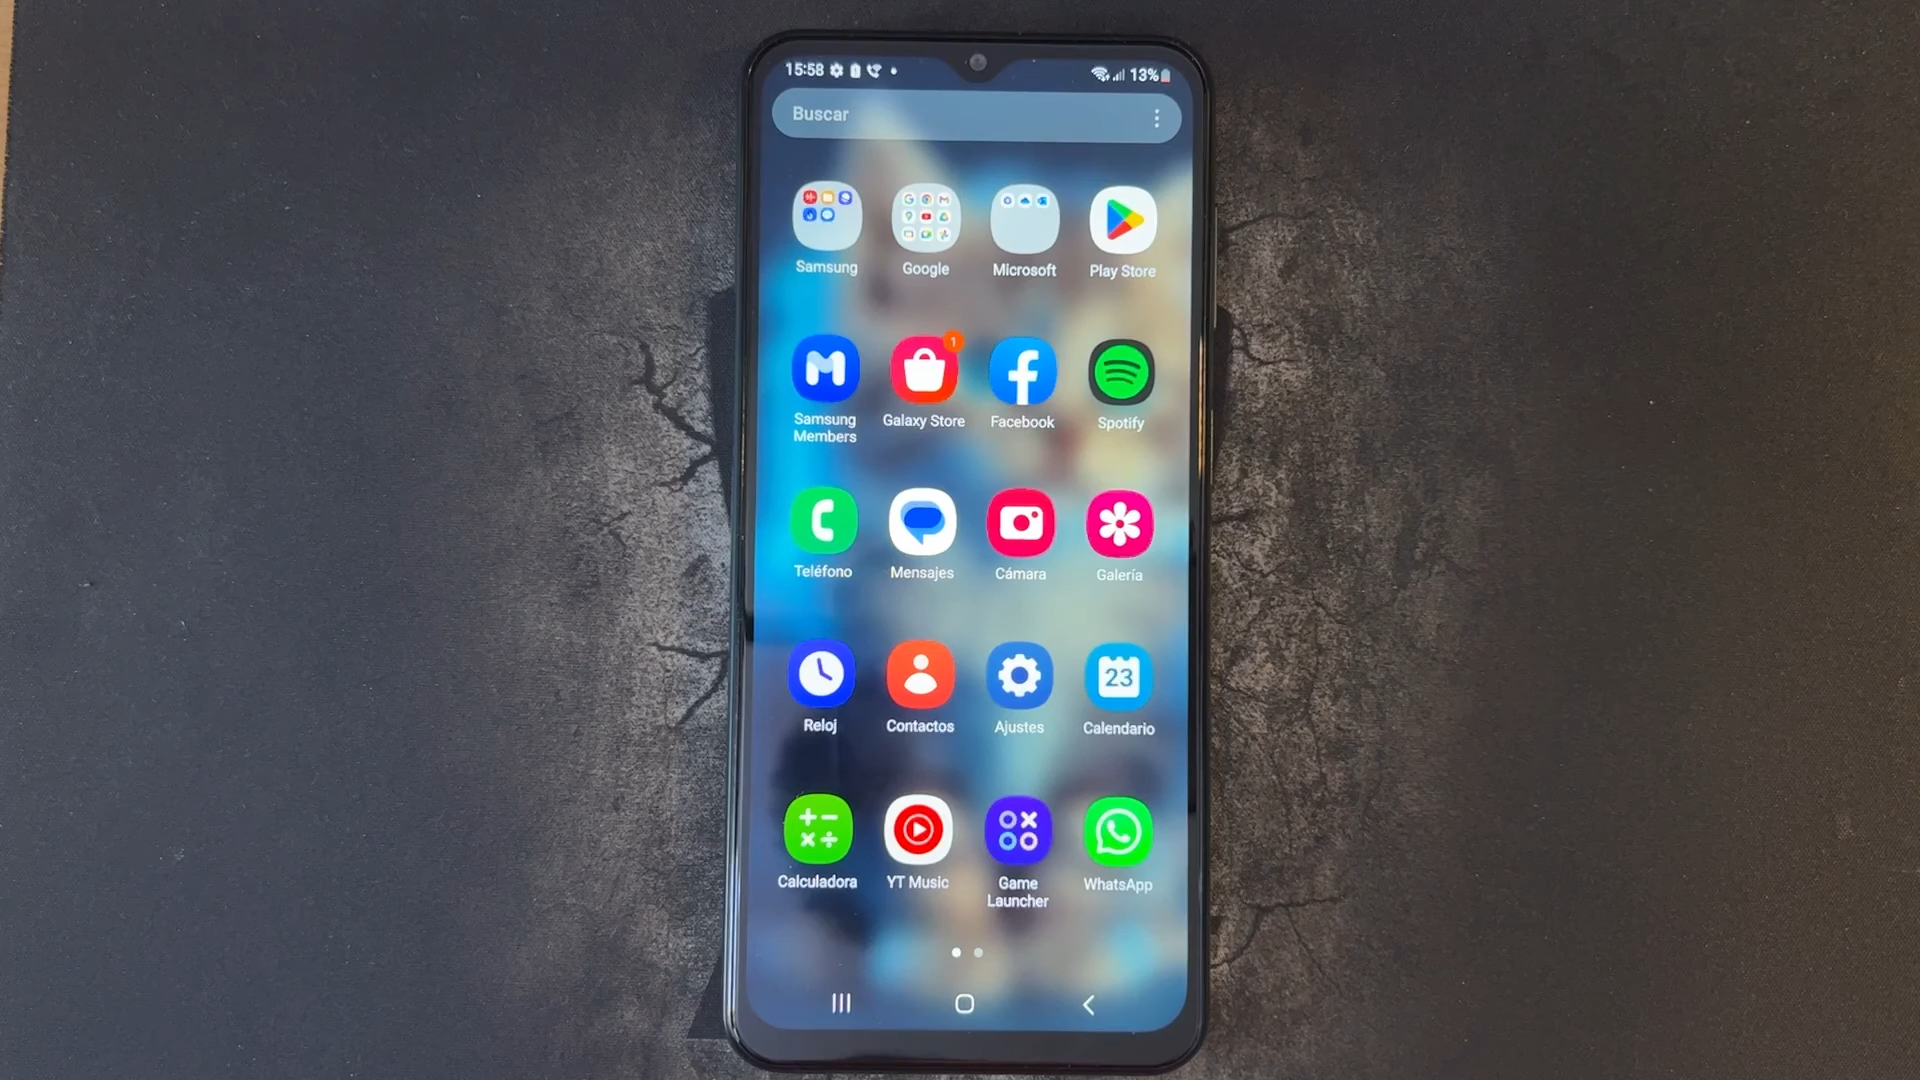 15:58 13%
Buscar
Samsung Google Microsoft Play Store
1
Samsung Members Galaxy Store Facebook Spotify
Teléfono Mensajes Cámara Galería
23
Reloj Contactos Ajustes Calendario
Calculadora YT Music Game Launcher WhatsApp